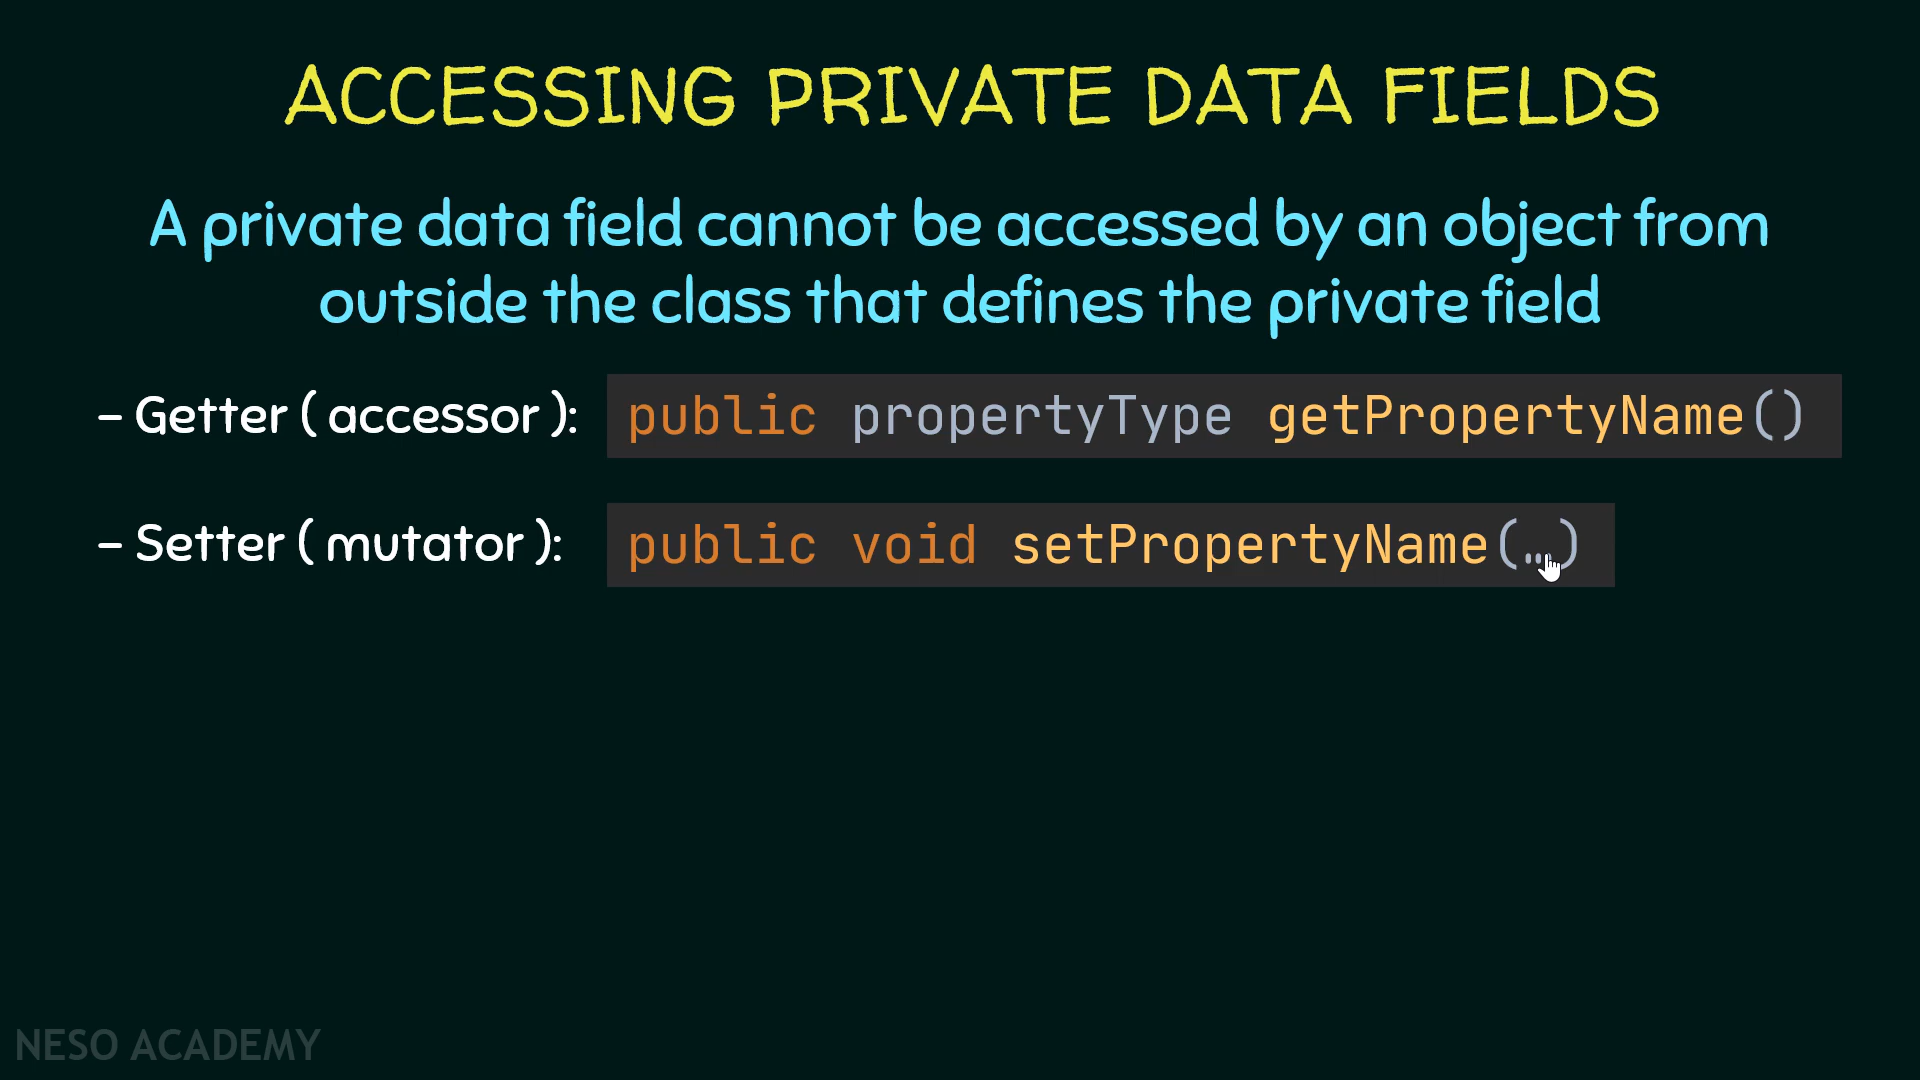 ACCESSING PRIVATE DATA FIELDS
A private data field cannot be accessed by an object from
outside the class that defines the private field
– Getter ( accessor ): public propertyType getPropertyName()
– Setter ( mutator ): public void setPropertyName(…)
NESO ACADEMY